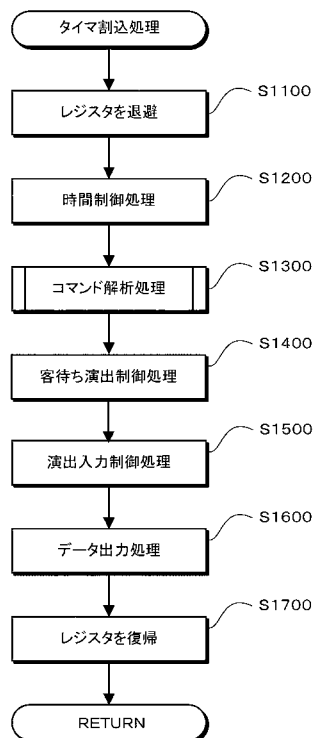 タイマ割込処理
レジスタを退避
S1100
時間制御処理
S1200
コマンド解析処理
S1300
客待ち演出制御処理
S1400
演出入力制御処理
S1500
データ出力処理
S1600
レジスタを復帰
S1700
RETURN